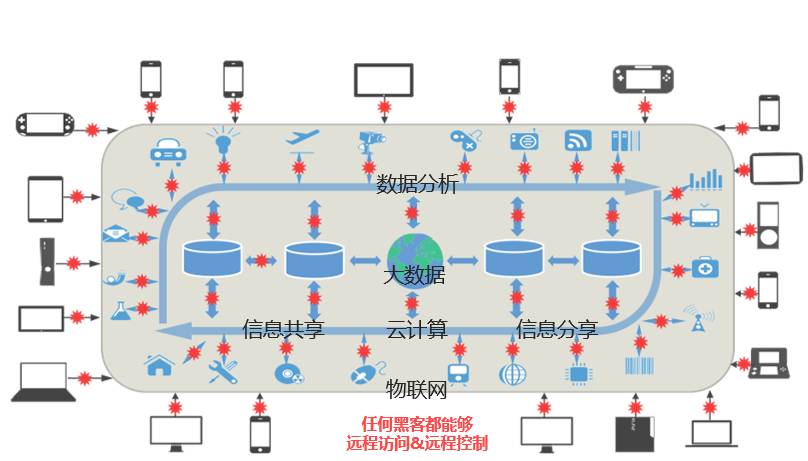 数据分析
大数据
信息共享
云计算
信息分享
物联网
任何黑客都能够
远程访问&远程控制